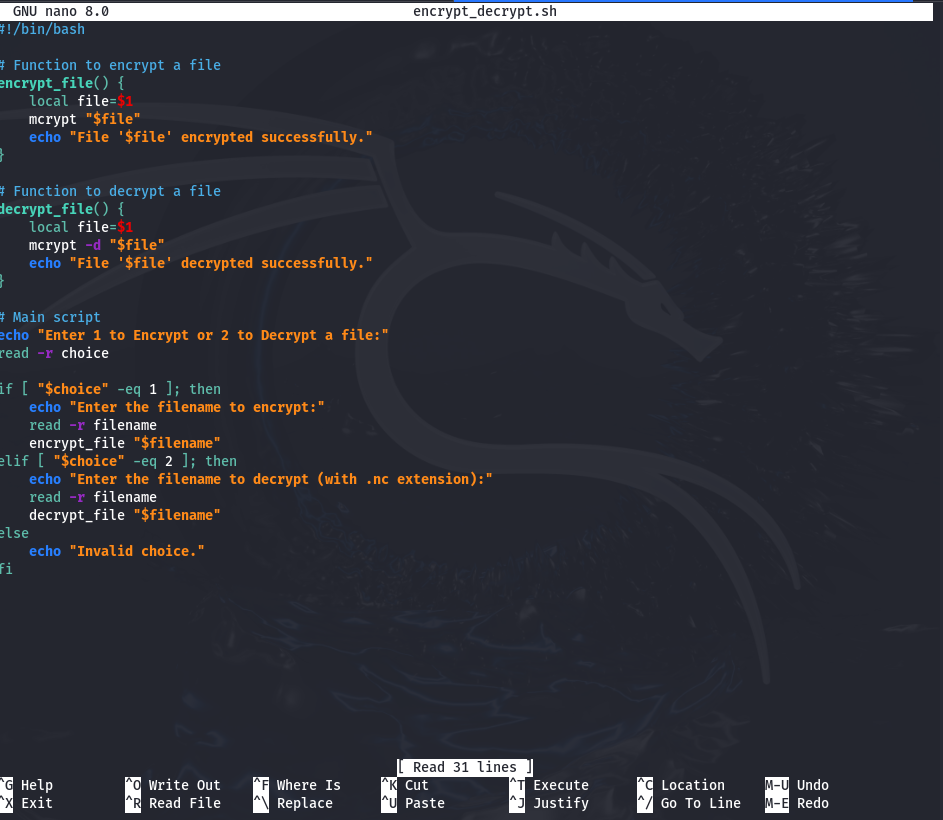 GNU nano 8.0 encrypt_decrypt.sh
#!/bin/bash
# Function to encrypt a file
encrypt_file() {
    local file=$1
    mcrypt "$file"
    echo "File '$file' encrypted successfully."
}
# Function to decrypt a file
decrypt_file() {
    local file=$1
    mcrypt -d "$file"
    echo "File '$file' decrypted successfully."
}
# Main script
echo "Enter 1 to Encrypt or 2 to Decrypt a file:"
read -r choice
if [ "$choice" -eq 1 ]; then
    echo "Enter the filename to encrypt:"
    read -r filename
    encrypt_file "$filename"
elif [ "$choice" -eq 2 ]; then
    echo "Enter the filename to decrypt (with .nc extension):"
    read -r filename
    decrypt_file "$filename"
else
    echo "Invalid choice."
fi
[ Read 31 lines ]
^G Help ^O Write Out ^F Where Is ^K Cut ^T Execute ^C Location M-U Undo
^X Exit ^R Read File ^\ Replace ^U Paste ^J Justify ^/ Go To Line M-E Redo